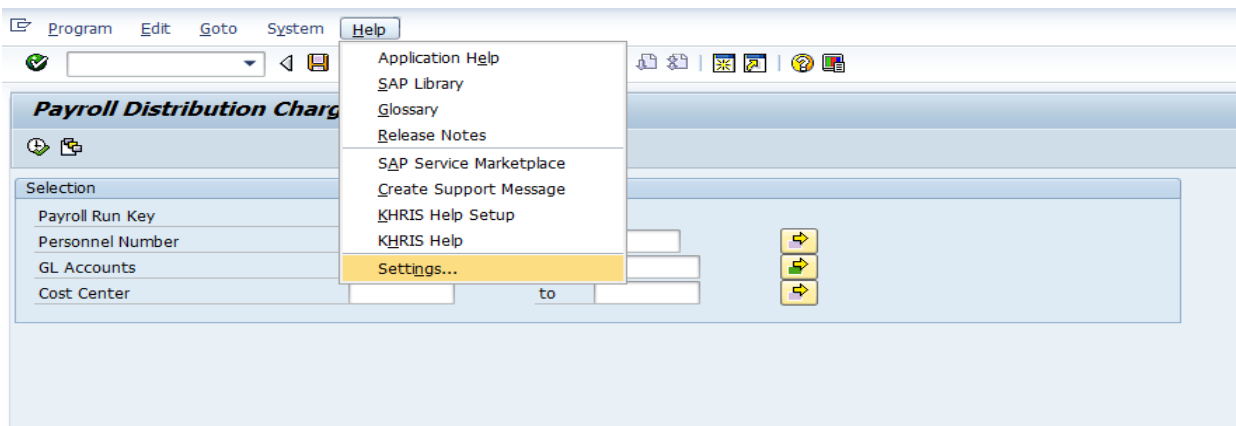 Program Edit Goto System Help
Application Help
SAP Library
Glossary
Release Notes
SAP Service Marketplace
Create Support Message
KHRIS Help Setup
KHRIS Help
Settings...
Payroll Distribution Charg
Selection
Payroll Run Key
Personnel Number
GL Accounts
Cost Center to